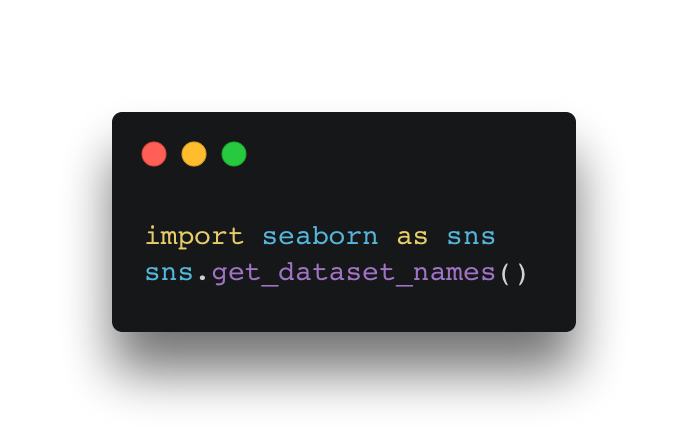 import seaborn as sns
sns.get_dataset_names()